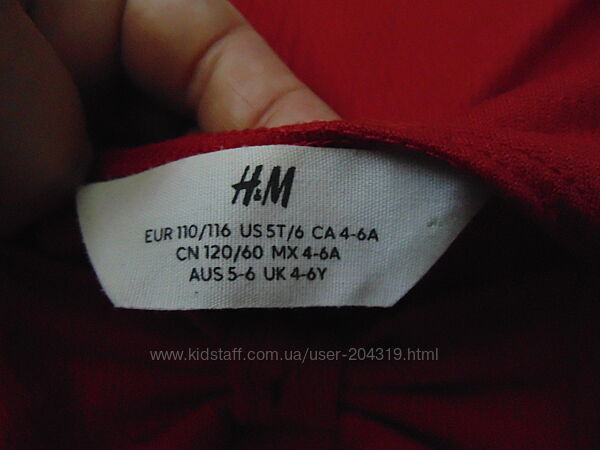 H&M
EUR 110/116 US 5T/6 CA 4-6A
CN 120/60 MX 4-6A
AUS 5-6 UK 4-6Y
www.kidstaff.com.ua/user-204319.html